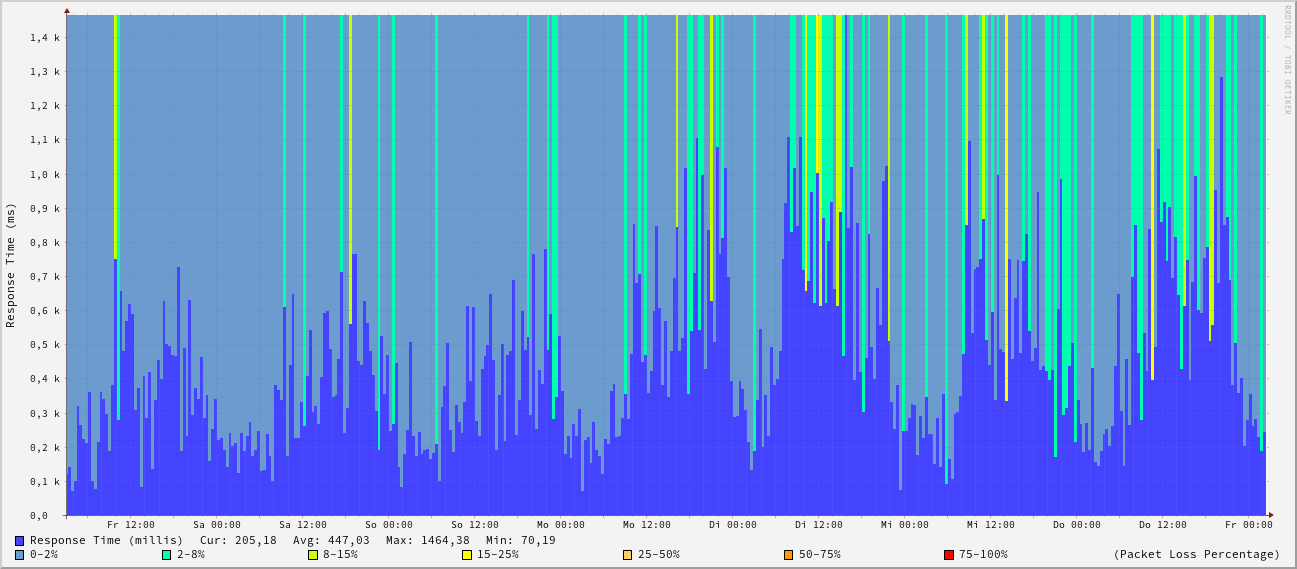 RRDTOOL / TOBI OETIKER
Response Time (ms)
1,4 k
1,3 k
1,2 k
1,1 k
1,0 k
0,9 k
0,8 k
0,7 k
0,6 k
0,5 k
0,4 k
0,3 k
0,2 k
0,1 k
0,0
Fr 12:00 Sa 00:00 Sa 12:00 So 00:00 So 12:00 Mo 00:00 Mo 12:00 Di 00:00 Di 12:00 Mi 00:00 Mi 12:00 Do 00:00 Do 12:00 Fr 00:00
Response Time (millis) Cur: 205,18 Avg: 447,03 Max: 1464,38 Min: 70,19
0-2% 2-8% 8-15% 15-25% 25-50% 50-75% 75-100% (Packet Loss Percentage)